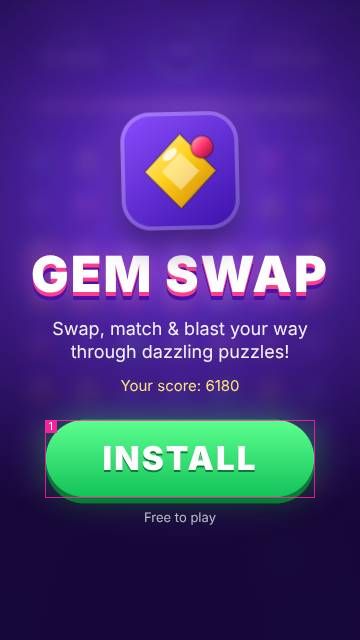 GEM SWAP
Swap, match & blast your way
through dazzling puzzles!
Your score: 6180
1
INSTALL
Free to play